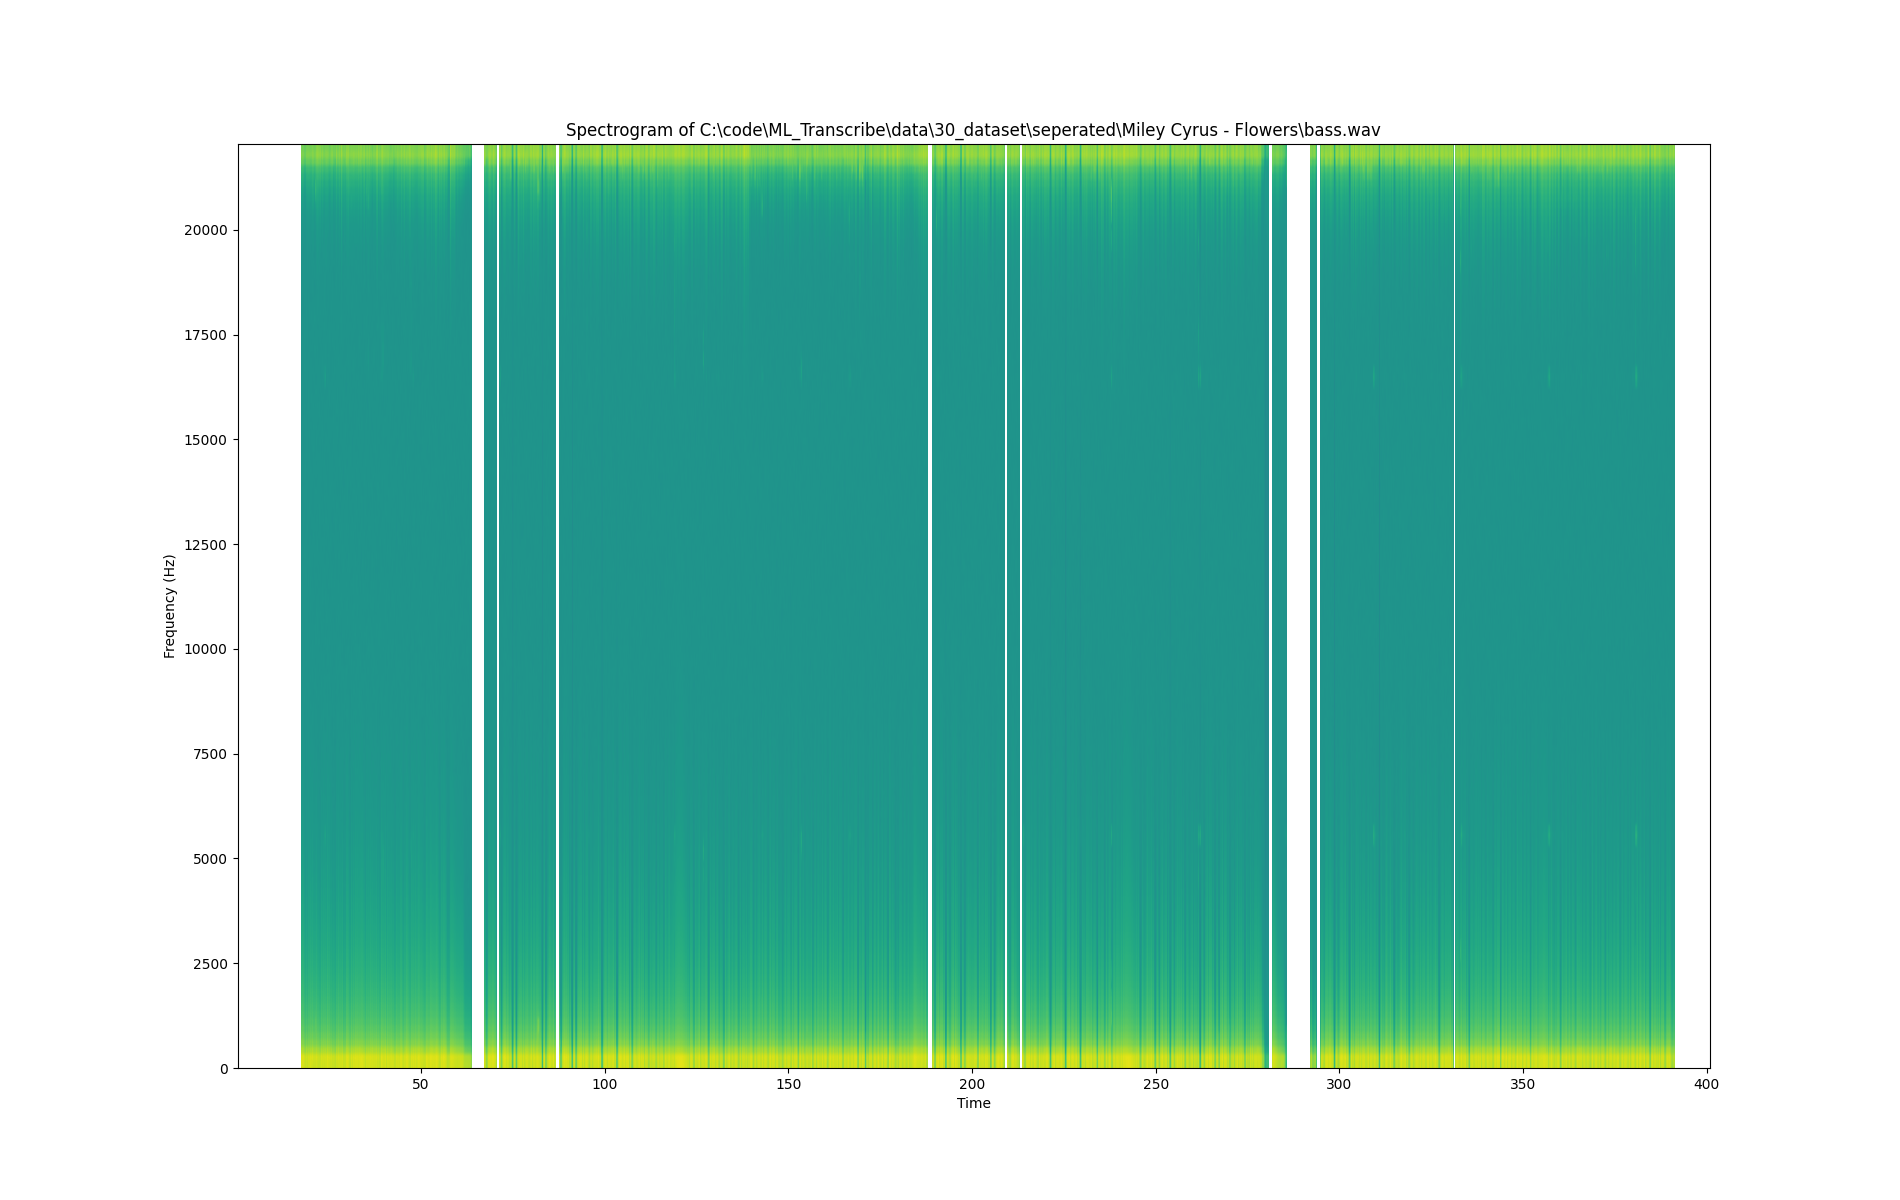 Spectrogram of C:\code\ML_Transcribe\data\30_dataset\seperated\Miley Cyrus - Flowers\bass.wav
Frequency (Hz)
20000
17500
15000
12500
10000
7500
5000
2500
0
50 100 150 200 250 300 350 400
Time